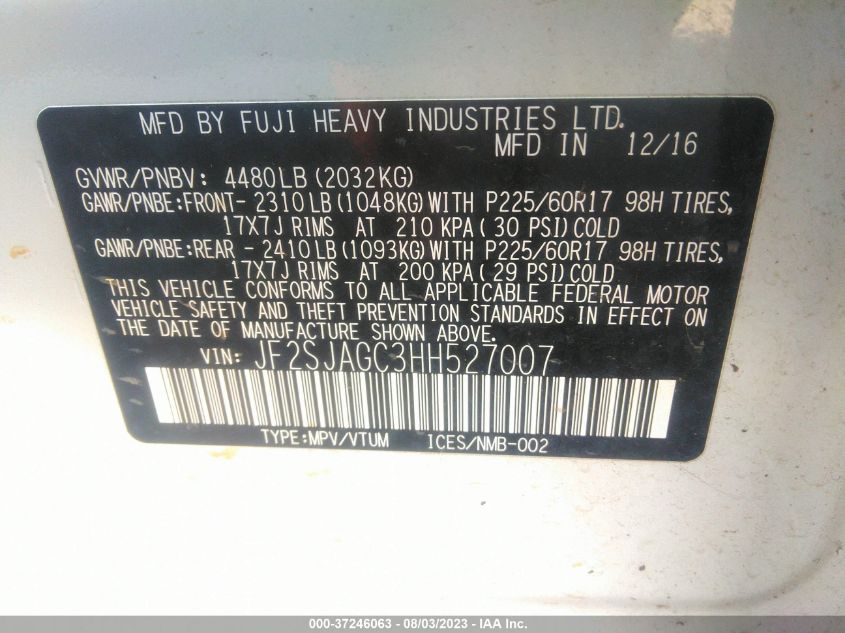 MFD BY FUJI HEAVY INDUSTRIES LTD.
MFD IN 12/16
GVWR/PNBV: 4480LB (2032KG)
GAWR/PNBE:FRONT- 2310 LB (1048KG) WITH P225/60R17 98H TIRES,
17X7J RIMS AT 210 KPA ( 30 PSI) COLD
GAWR/PNBE:REAR - 2410 LB (1093KG) WITH P225/60R17 98H TIRES,
17X7J RIMS AT 200 KPA ( 29 PSI) COLD
THIS VEHICLE CONFORMS TO ALL APPLICABLE FEDERAL MOTOR
VEHICLE SAFETY AND THEFT PREVENTION STANDARDS IN EFFECT ON
THE DATE OF MANUFACTURE SHOWN ABOVE.
VIN: JF2SJAGC3HH527007
TYPE:MPV/VTUM ICES/NMB-002
000-37246063 - 08/03/2023 - IAA Inc.